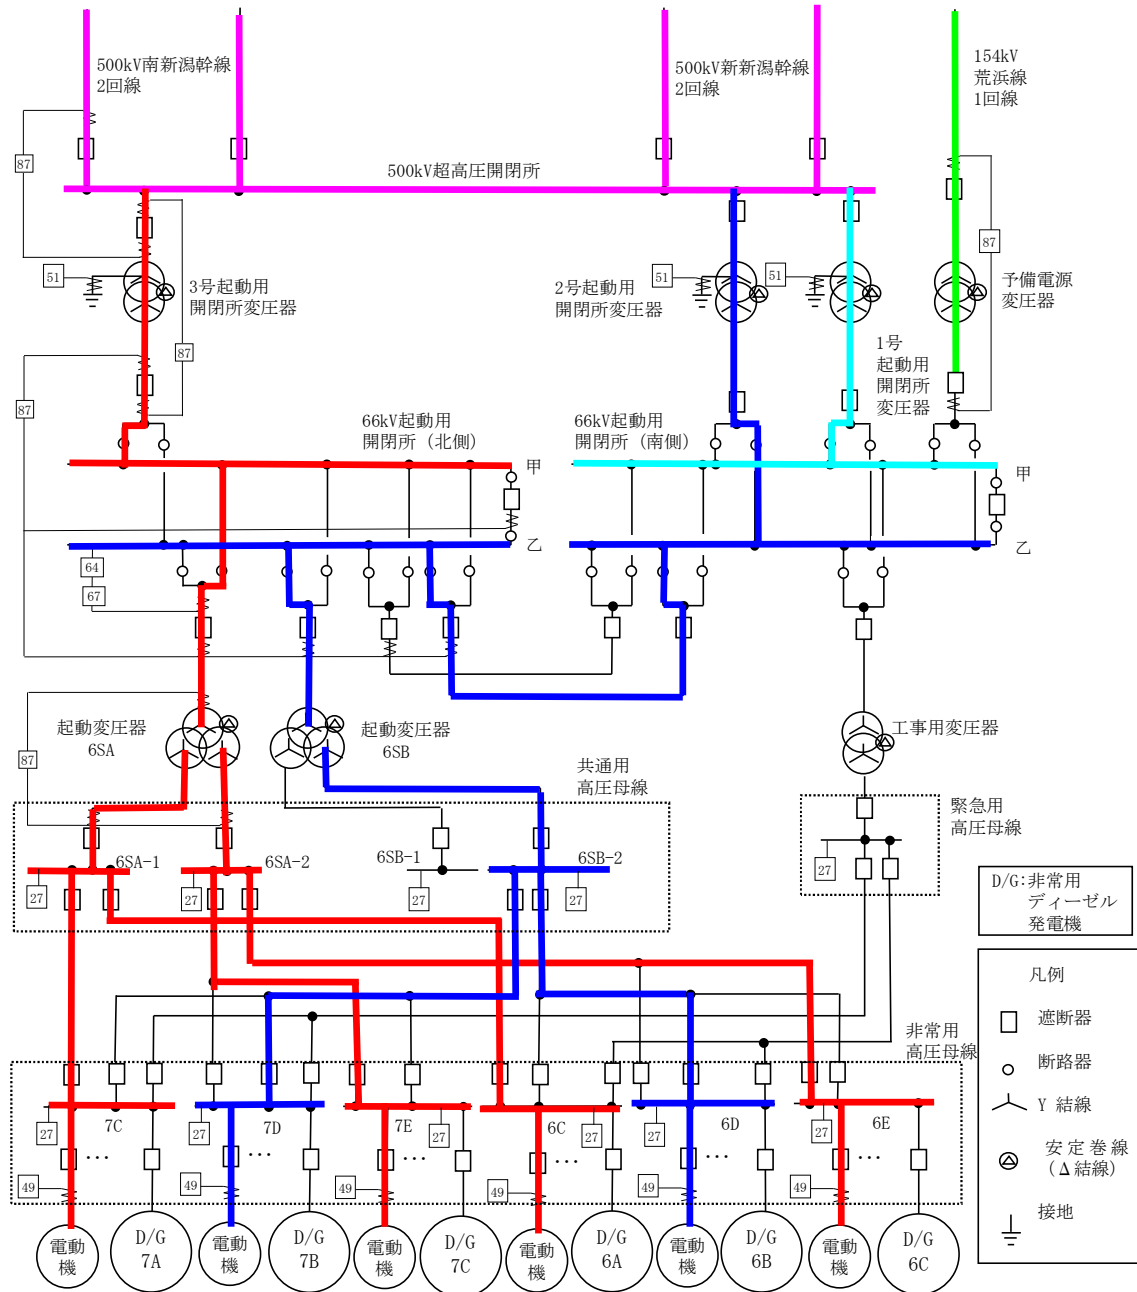 500kV南新潟幹線
2回線
500kV新新潟幹線
2回線
154kV
荒浜線
1回線
87
500kV超高圧開閉所
87
51
3号起動用
開閉所変圧器
51
2号起動用
開閉所変圧器
51
予備電源
変圧器
1号
起動用
開閉所
変圧器
87
87
66kV起動用
開閉所（北側）
66kV起動用
開閉所（南側）
甲
甲
乙
乙
64
67
起動変圧器
6SA
起動変圧器
6SB
工事用変圧器
87
共通用
高圧母線
緊急用
高圧母線
6SA-1
6SA-2
6SB-1
6SB-2
27
27
27
27
27
D/G:非常用
ディーゼル
発電機
凡例
遮断器
断路器
Y 結線
安定巻線
(Δ結線)
接地
非常用
高圧母線
7C
7D
7E
6C
6D
6E
27
27
27
27
27
27
…
…
…
…
…
…
49
49
49
49
49
49
電動
機
D/G
7A
電動
機
D/G
7B
電動
機
D/G
7C
電動
機
D/G
6A
電動
機
D/G
6B
電動
機
D/G
6C